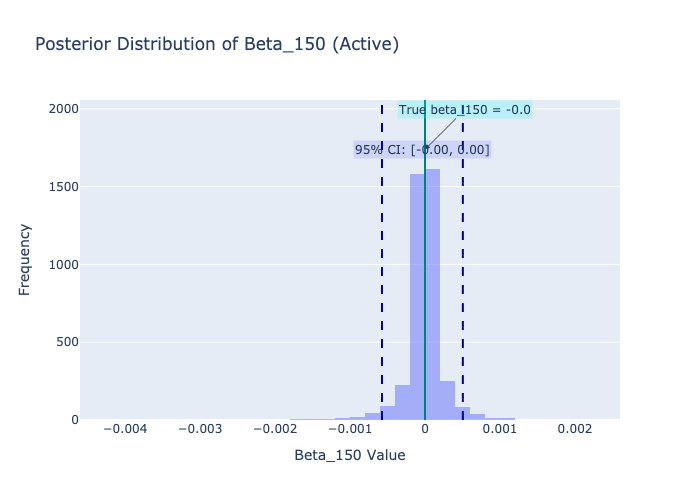 Posterior Distribution of Beta_150 (Active)
2000
True beta_150 = -0.0
95% CI: [-0.00, 0.00]
1500
Frequency
1000
500
0
−0.004 −0.003 −0.002 −0.001 0 0.001 0.002
Beta_150 Value